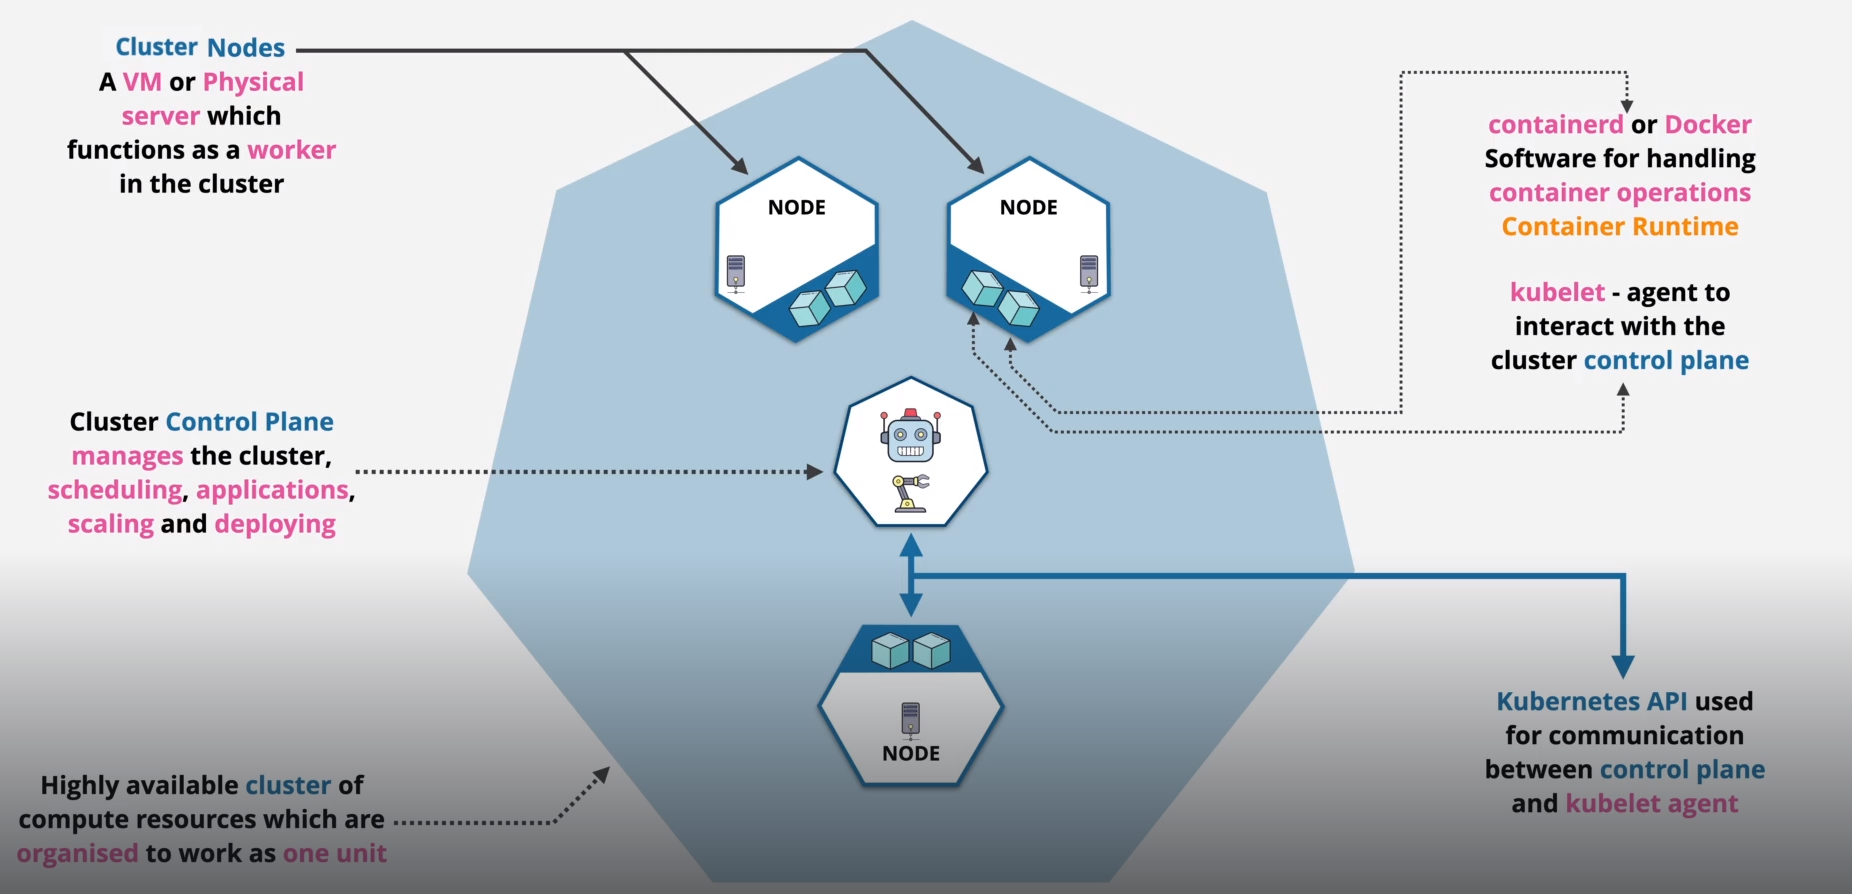 Cluster Nodes
A VM or Physical
server which
functions as a worker
in the cluster
NODE
NODE
containerd or Docker
Software for handling
container operations
Container Runtime
kubelet - agent to
interact with the
cluster control plane
Cluster Control Plane
manages the cluster,
scheduling, applications,
scaling and deploying
NODE
Kubernetes API used
for communication
between control plane
and kubelet agent
Highly available cluster of
compute resources which are
organised to work as one unit